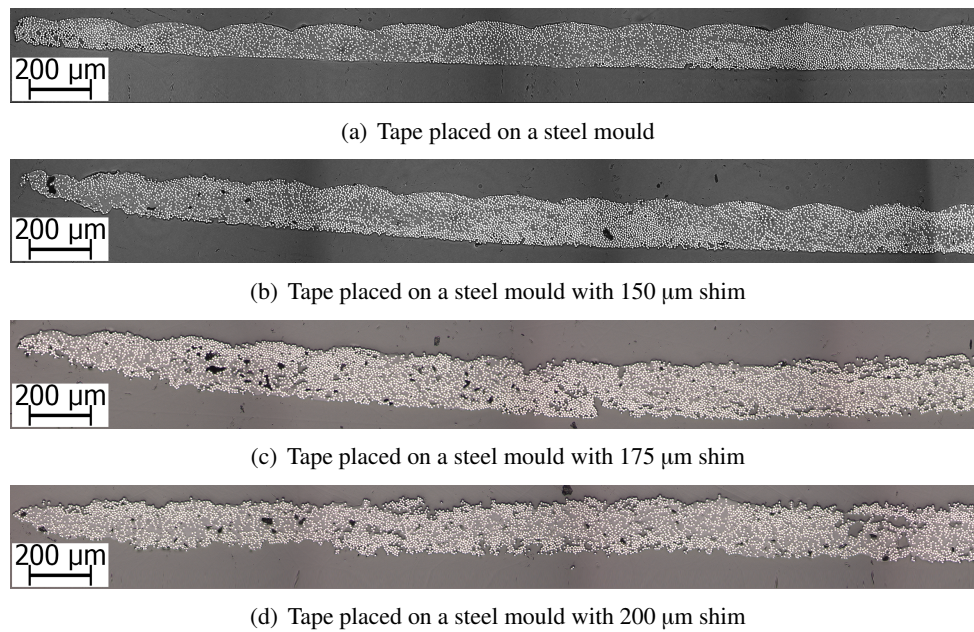 200 µm
(a) Tape placed on a steel mould
200 µm
(b) Tape placed on a steel mould with 150 µm shim
200 µm
(c) Tape placed on a steel mould with 175 µm shim
200 µm
(d) Tape placed on a steel mould with 200 µm shim